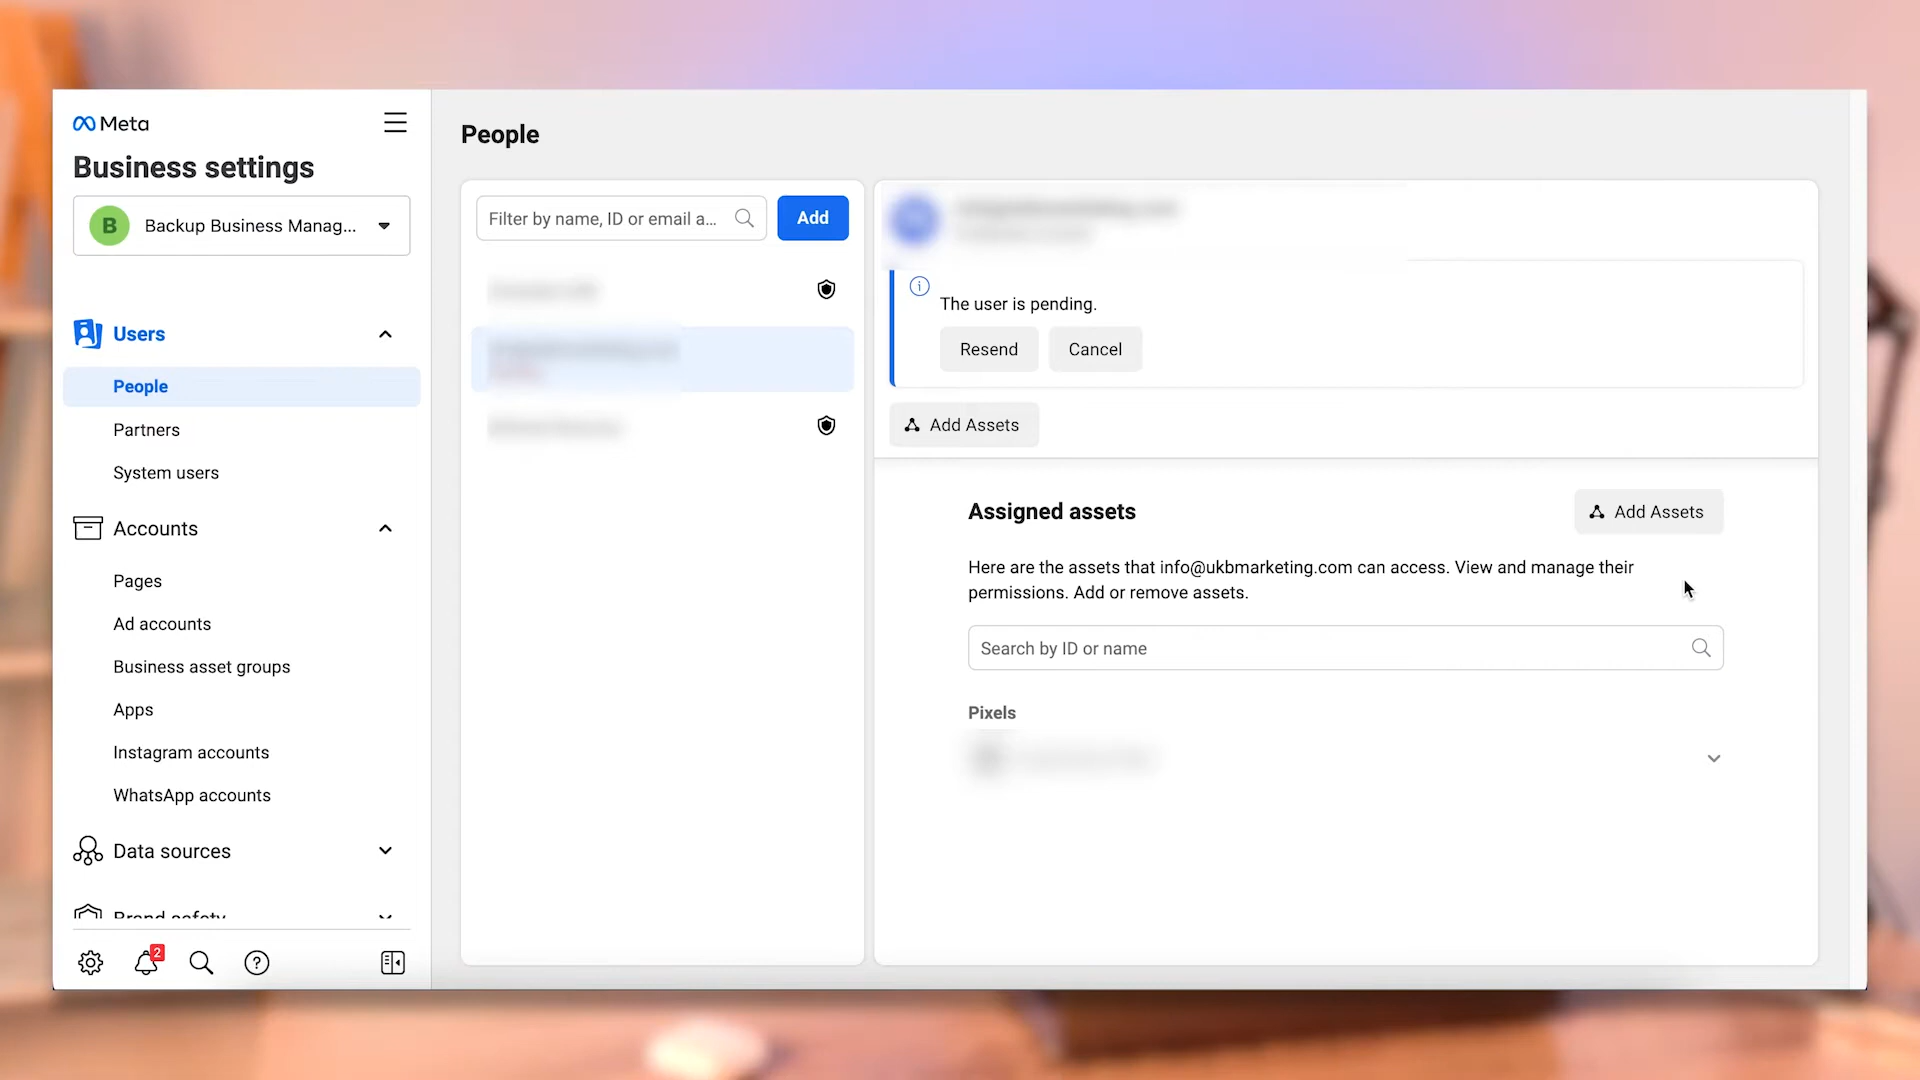 Meta
Business settings
B
Backup Business Manag...
Users
People
Partners
System users
Accounts
Pages
Ad accounts
Business asset groups
Apps
Instagram accounts
WhatsApp accounts
Data sources
Brand safety
2
People
Filter by name, ID or email a...
Add
The user is pending.
Resend
Cancel
Add Assets
Assigned assets
Add Assets
Here are the assets that info@ukbmarketing.com can access. View and manage their
permissions. Add or remove assets.
Search by ID or name
Pixels